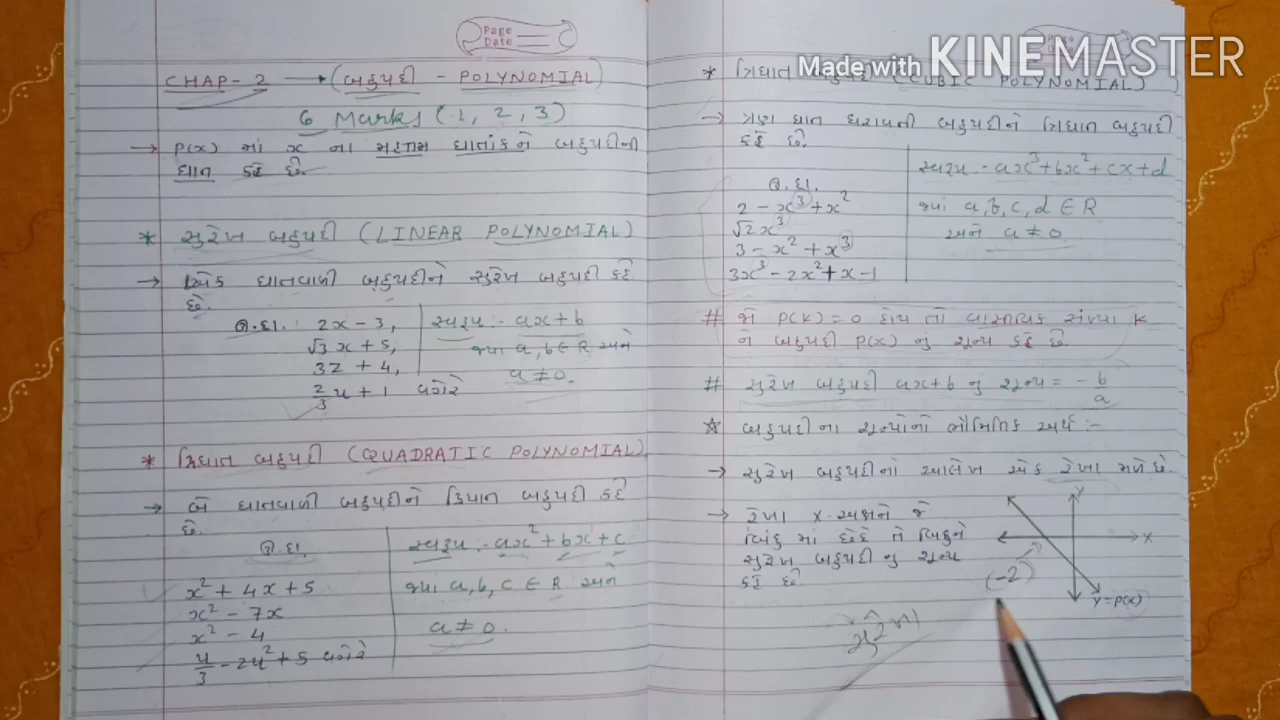 Page
Date
CHAP-2 → (બહુપદી - POLYNOMIAL)
6 Marks (1, 2, 3)
→ P(x) માં x ના મહત્તમ ઘાતાંકને બહુપદીની
ઘાત કહે છે.
* સુરેખ બહુપદી (LINEAR POLYNOMIAL)
→ એક ઘાતવાળી બહુપદીને સુરેખ બહુપદી કહે
છે.
ઉ.દા. 2x - 3,
√3 x + 5,
3z + 4,
2/3 u + 1 વગેરે
સ્વરૂપ :- ax + b
જ્યાં a, b ∈ R અને
a ≠ 0.
* દ્વિઘાત બહુપદી (QUADRATIC POLYNOMIAL)
→ બે ઘાતવાળી બહુપદીને દ્વિઘાત બહુપદી કહે
છે.
ઉ.દા.
x² + 4x + 5
x² - 7x
x² - 4
4/3 - 2u² + 5 વગેરે
સ્વરૂપ :- ax² + bx + c
જ્યાં a, b, c ∈ R અને
a ≠ 0.
Made with KINEMASTER
* ત્રિઘાત બહુપદી (CUBIC POLYNOMIAL)
→ ત્રણ ઘાત ધરાવતી બહુપદીને ત્રિઘાત બહુપદી
કહે છે.
ઉ.દા.
2 - x³ + x²
√2 x³
3 - x² + x³
3x³ - 2x² + x - 1
સ્વરૂપ :- ax³ + bx² + cx + d
જ્યાં a, b, c, d ∈ R
અને a ≠ 0
# જો P(K) = 0 હોય તો વાસ્તવિક સંખ્યા K
ને બહુપદી P(x) નું શૂન્ય કહે છે.
# સુરેખ બહુપદી ax + b નું શૂન્ય = - b/a
☆ બહુપદીના શૂન્યોનો ભૌમિતિક અર્થ :-
→ સુરેખ બહુપદીનો આલેખ એક રેખા મળે છે.
→ રેખા X-અક્ષને જે
બિંદુ માં છેદે તે બિંદુને
સુરેખ બહુપદી નું શૂન્ય
કહે છે.
Y
X
(-2)
y = P(x)